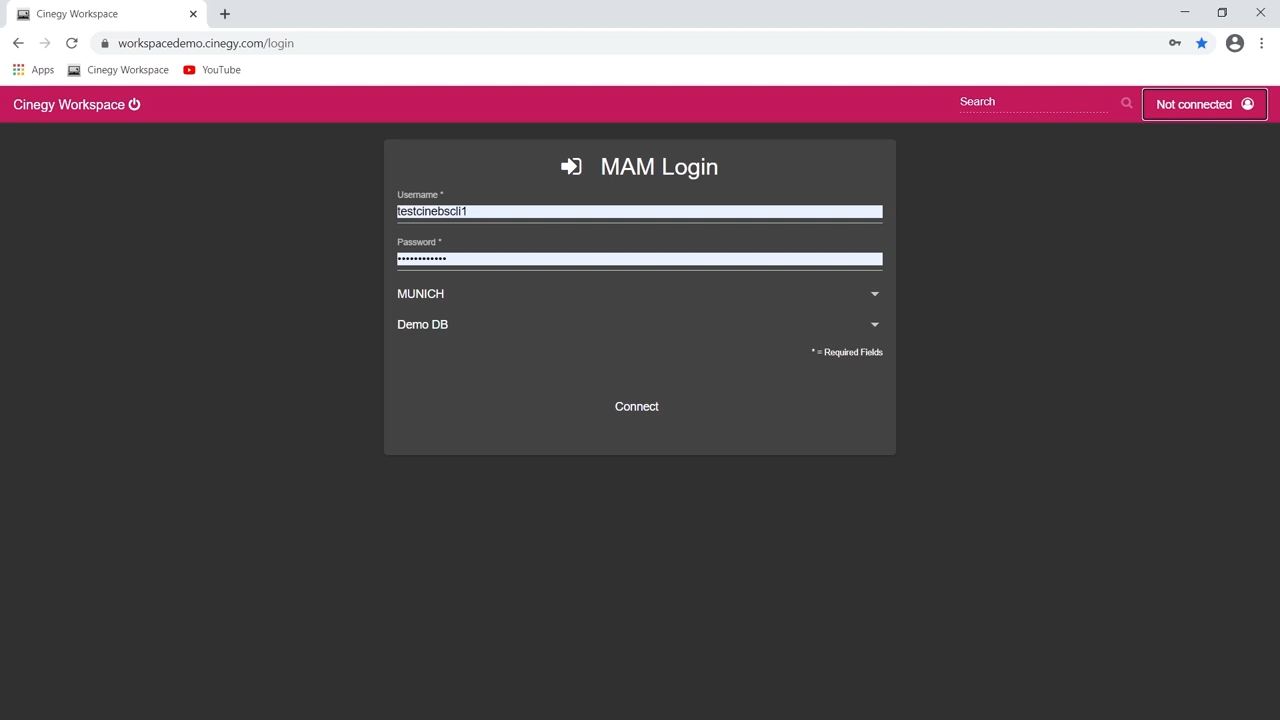 Cinegy Workspace
workspacedemo.cinegy.com/login
Apps Cinegy Workspace YouTube
Cinegy Workspace Search Not connected
MAM Login
Username *
testcinebscli1
Password *
••••••••••••
MUNICH
Demo DB
* = Required Fields
Connect